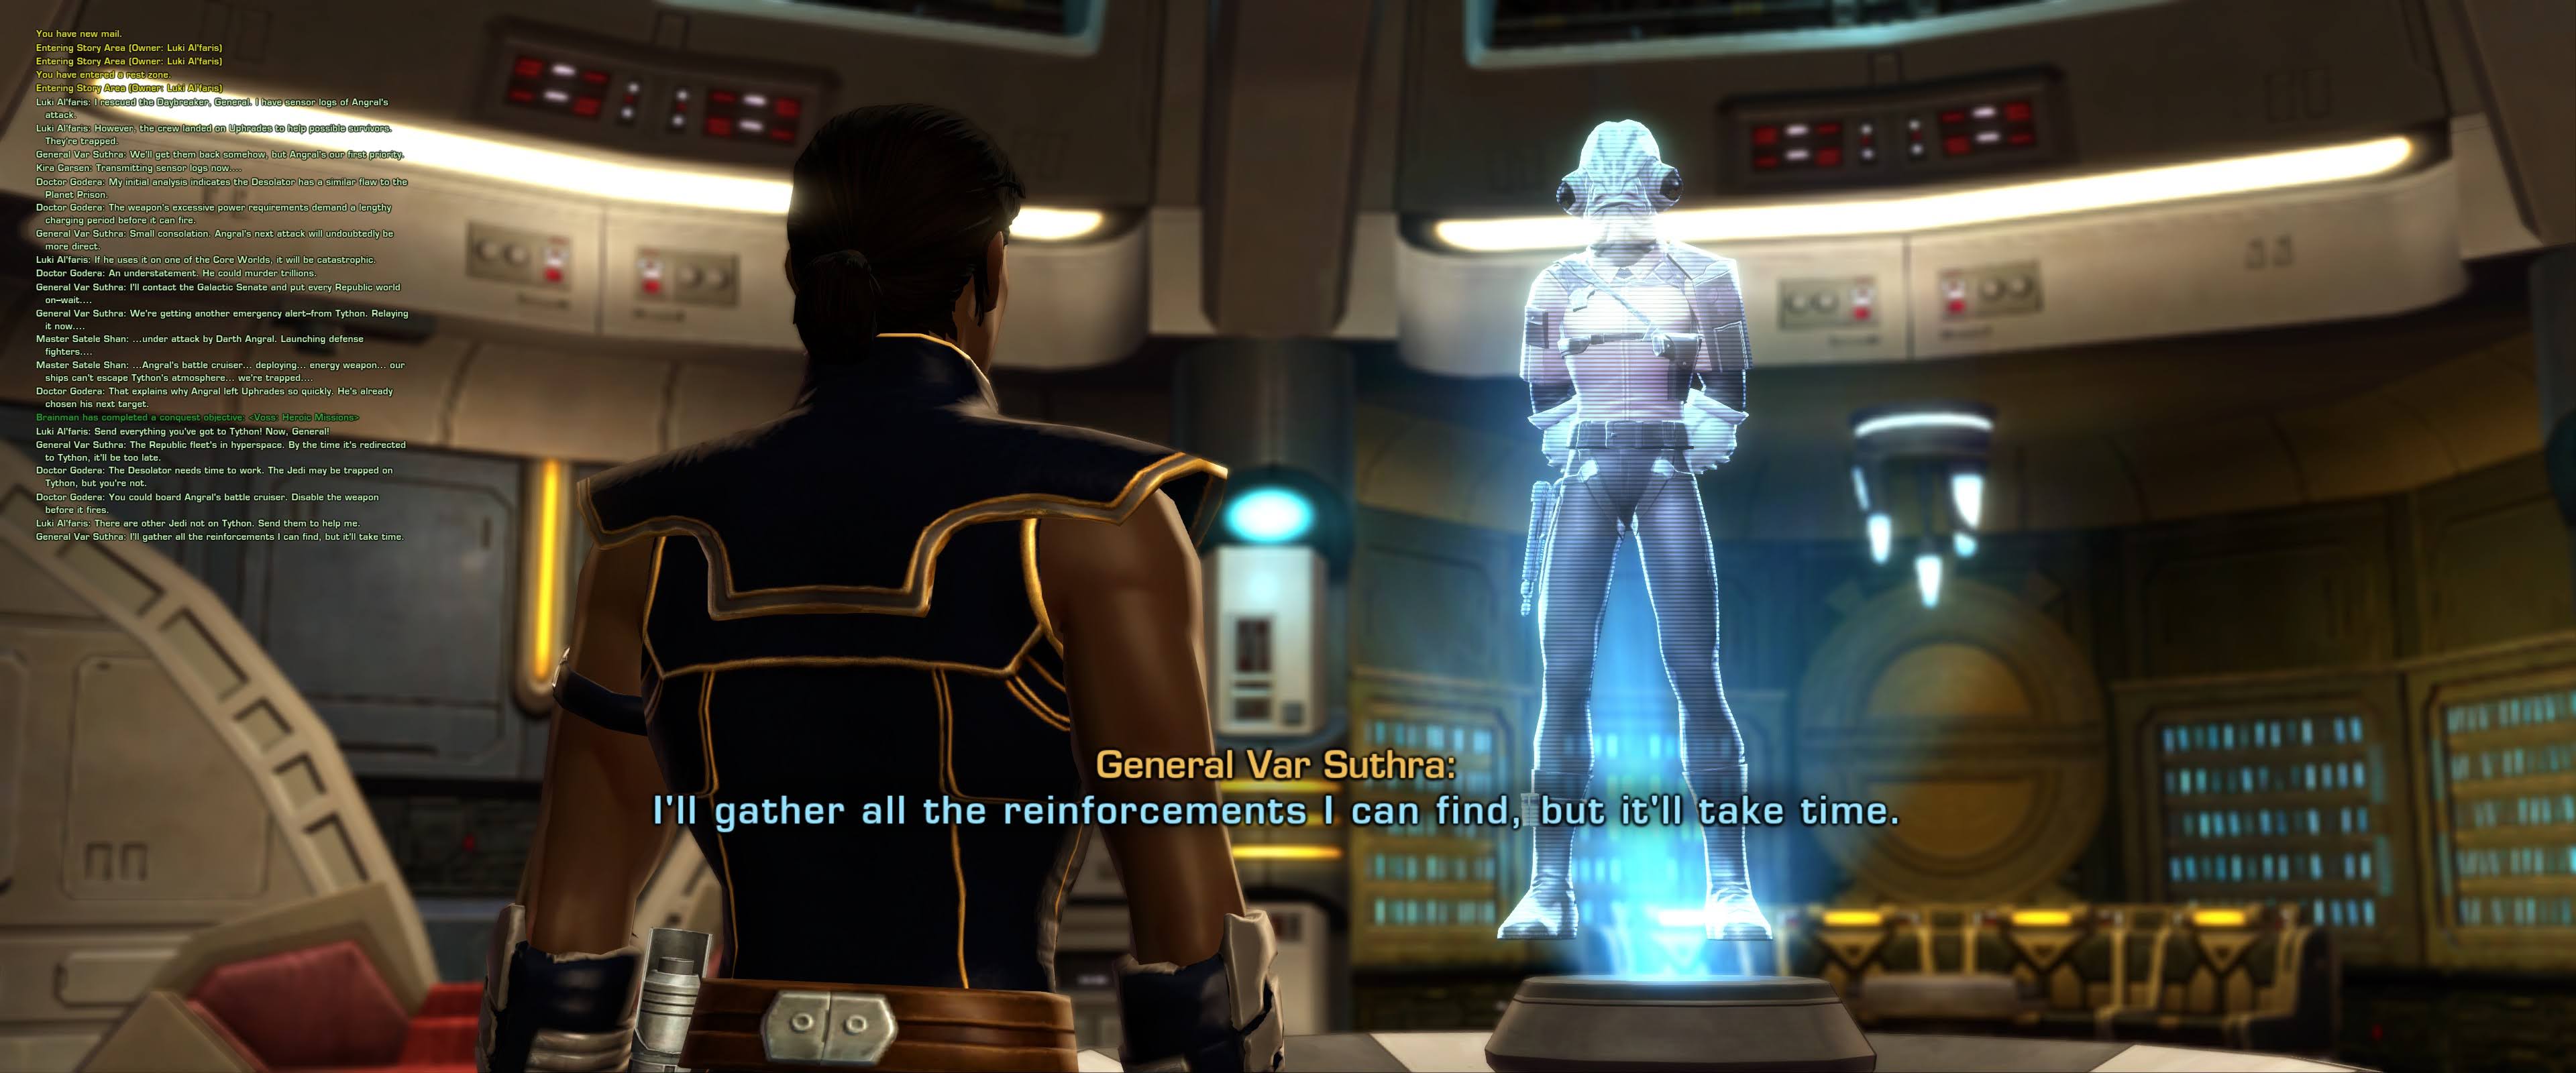 You have new mail.
Entering Story Area (Owner: Luki Al'faris)
Entering Story Area (Owner: Luki Al'faris)
You have entered a rest zone.
Entering Story Area (Owner: Luki Al'faris)
Luki Al'faris: I rescued the Daybreaker, General. I have sensor logs of Angral's
attack.
Luki Al'faris: However, the crew landed on Uphrades to help possible survivors.
They're trapped.
General Var Suthra: We'll get them back somehow, but Angral's our first priority.
Kira Carsen: Transmitting sensor logs now....
Doctor Godera: My initial analysis indicates the Desolator has a similar flaw to the
Planet Prison.
Doctor Godera: The weapon's excessive power requirements demand a lengthy
charging period before it can fire.
General Var Suthra: Small consolation. Angral's next attack will undoubtedly be
more direct.
Luki Al'faris: If he uses it on one of the Core Worlds, it will be catastrophic.
Doctor Godera: An understatement. He could murder trillions.
General Var Suthra: I'll contact the Galactic Senate and put every Republic world
on–wait....
General Var Suthra: We're getting another emergency alert–from Tython. Relaying
it now....
Master Satele Shan: ...under attack by Darth Angral. Launching defense
fighters....
Master Satele Shan: ...Angral's battle cruiser... deploying... energy weapon... our
ships can't escape Tython's atmosphere... we're trapped....
Doctor Godera: That explains why Angral left Uphrades so quickly. He's already
chosen his next target.
Brainman has completed a conquest objective: <Voss: Heroic Missions>
Luki Al'faris: Send everything you've got to Tython! Now, General!
General Var Suthra: The Republic fleet's in hyperspace. By the time it's redirected
to Tython, it'll be too late.
Doctor Godera: The Desolator needs time to work. The Jedi may be trapped on
Tython, but you're not.
Doctor Godera: You could board Angral's battle cruiser. Disable the weapon
before it fires.
Luki Al'faris: There are other Jedi not on Tython. Send them to help me.
General Var Suthra: I'll gather all the reinforcements I can find, but it'll take time.
General Var Suthra:
I'll gather all the reinforcements I can find, but it'll take time.